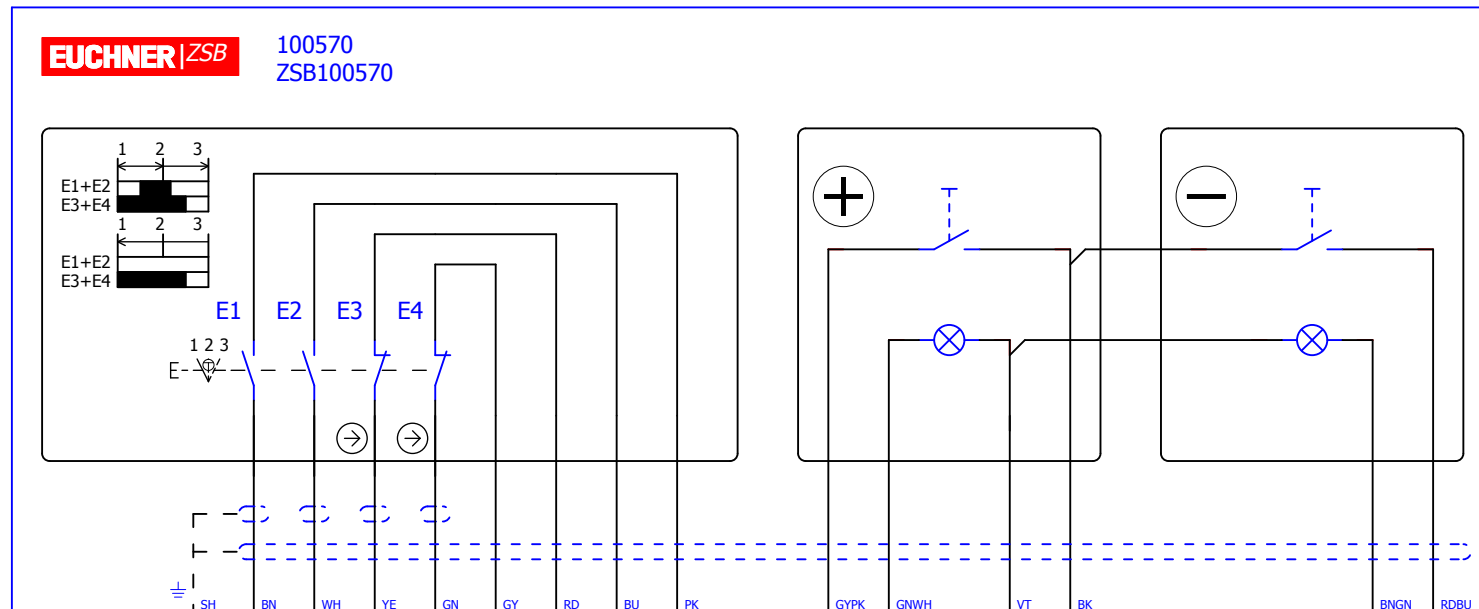 EUCHNER|ZSB
100570
ZSB100570
1 2 3
E1+E2
E3+E4
1 2 3
E1+E2
E3+E4
E1 E2 E3 E4
1 2 3
E
SH BN WH YE GN GY RD BU PK GYPK GNWH VT BK BNGN RDBU